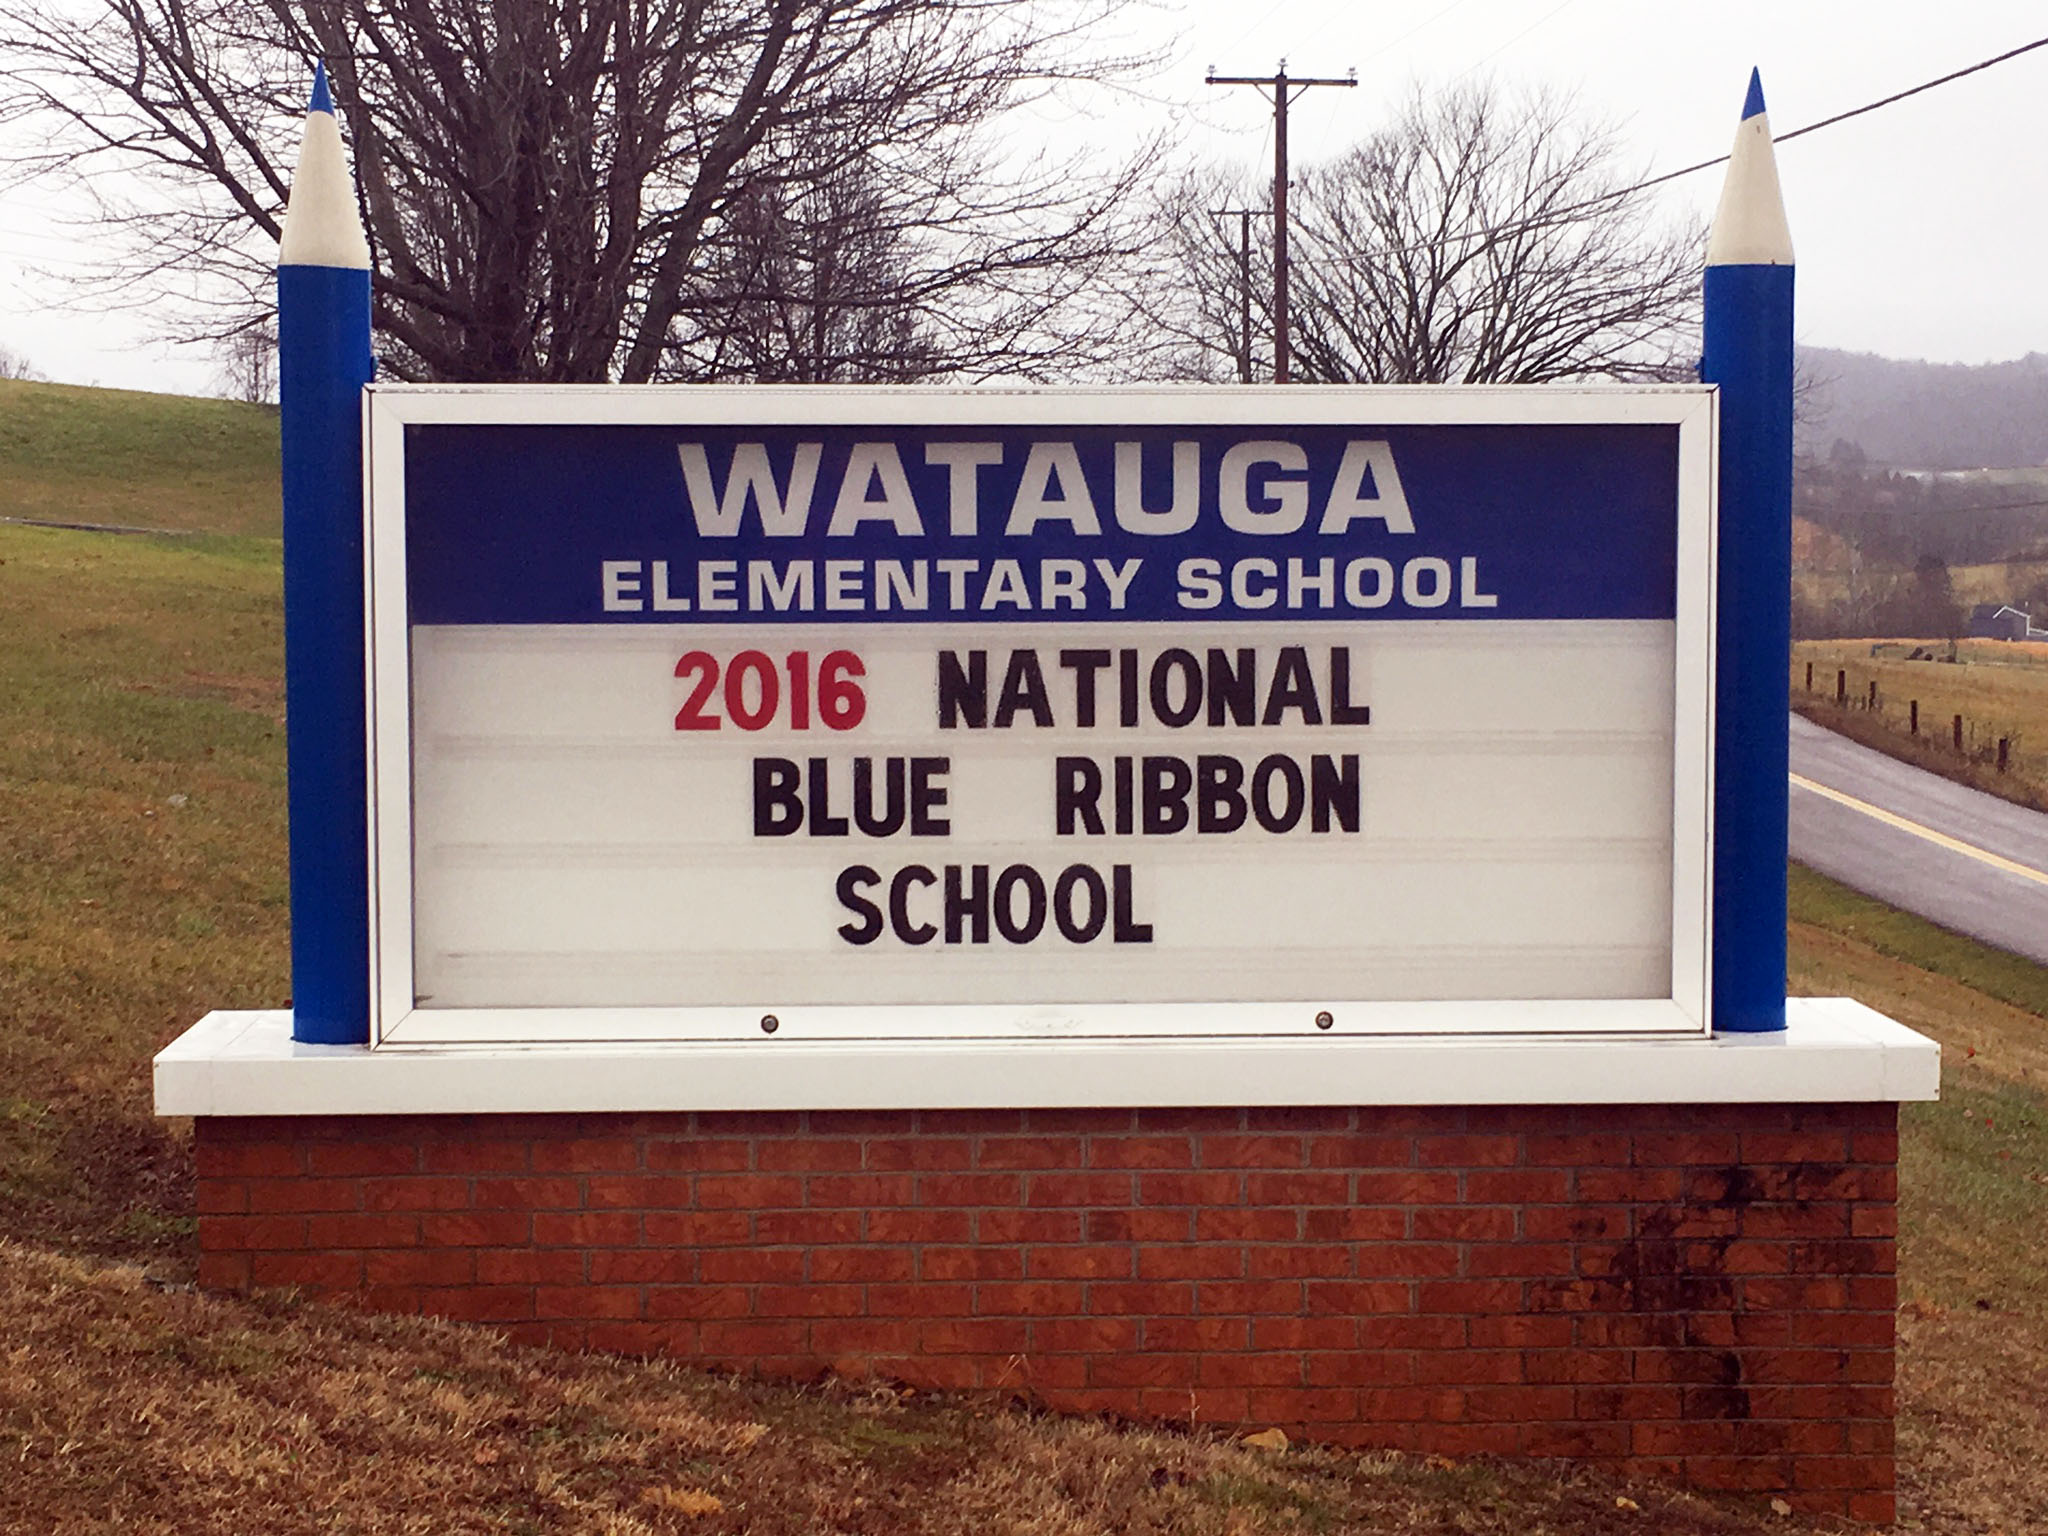 WATAUGA
ELEMENTARY SCHOOL
2016 NATIONAL
BLUE RIBBON
SCHOOL